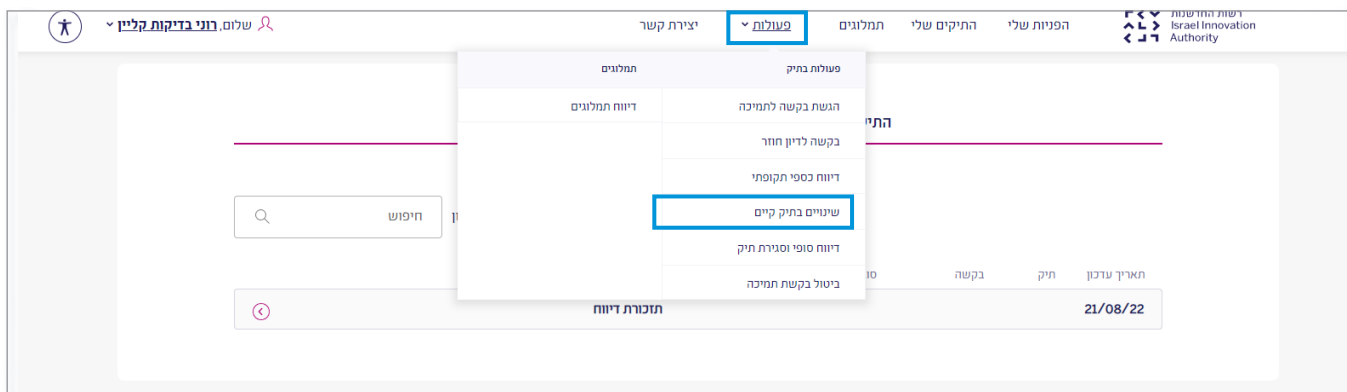 רשות החדשנות
Israel Innovation
Authority
הפניות שלי
התיקים שלי
תמלוגים
פעולות
יצירת קשר
שלום, רוני בדיקות קליין
פעולות בתיק
תמלוגים
הגשת בקשה לתמיכה
דיווח תמלוגים
בקשה לדיון חוזר
דיווח כספי תקופתי
שינויים בתיק קיים
דיווח סופי וסגירת תיק
ביטול בקשת תמיכה
חיפוש
תאריך עדכון
תיק
בקשה
21/08/22
תזכורת דיווח